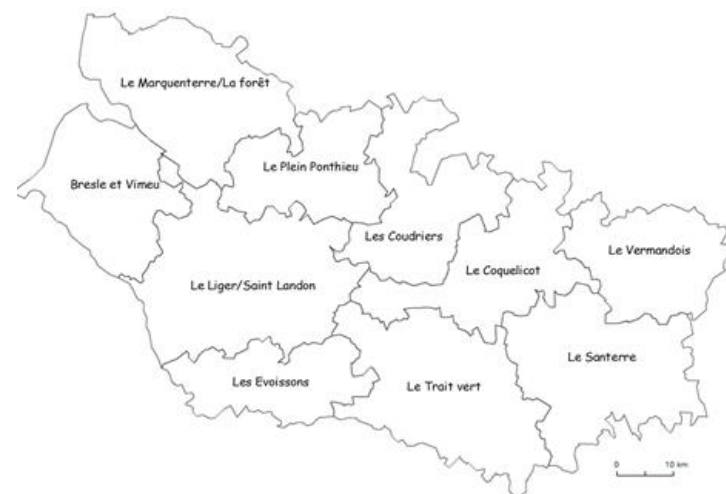 Le Marquenterre/La forêt
Le Plein Ponthieu
Bresle et Vimeu
Les Coudriers
Le Vermandois
Le Coquelicot
Le Liger/Saint Landon
Le Santerre
Les Evoissons
Le Trait vert
0 10 km